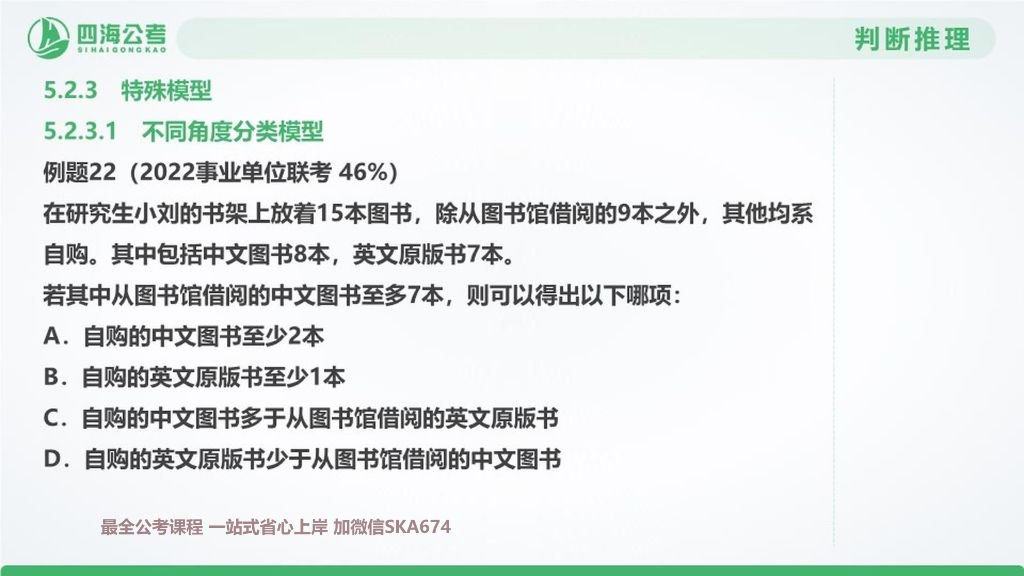 四海公考
SIHAIGONGKAO
判断推理
5.2.3 特殊模型
5.2.3.1 不同角度分类模型
例题22（2022事业单位联考 46%）
在研究生小刘的书架上放着15本图书，除从图书馆借阅的9本之外，其他均系
自购。其中包括中文图书8本，英文原版书7本。
若其中从图书馆借阅的中文图书至多7本，则可以得出以下哪项：
A．自购的中文图书至少2本
B．自购的英文原版书至少1本
C．自购的中文图书多于从图书馆借阅的英文原版书
D．自购的英文原版书少于从图书馆借阅的中文图书
最全公考课程 一站式省心上岸 加微信SKA674